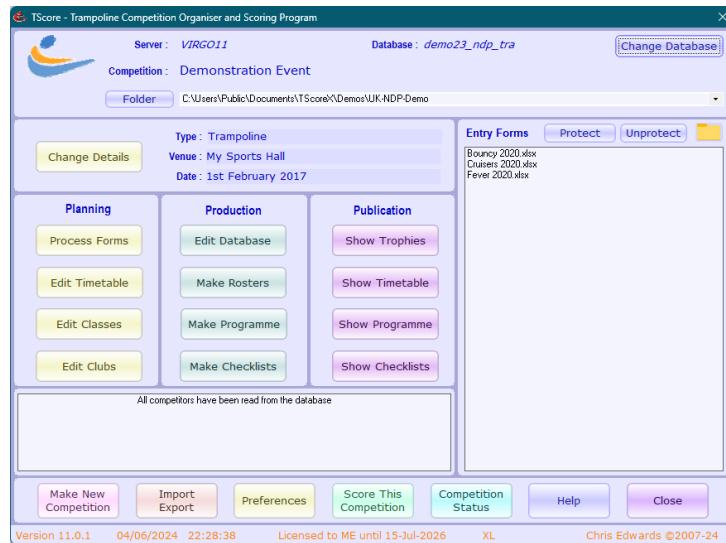 TScore - Trampoline Competition Organiser and Scoring Program
Server : VIRGO11 Database : demo23_ndp_tra Change Database
Competition : Demonstration Event
Folder C:\Users\Public\Documents\TScoreX\Demos\UK-NDP-Demo
Change Details
Type : Trampoline
Venue : My Sports Hall
Date : 1st February 2017
Entry Forms Protect Unprotect
Bouncy 2020.xlsx
Cruisers 2020.xlsx
Fever 2020.xlsx
Planning Production Publication
Process Forms Edit Database Show Trophies
Edit Timetable Make Rosters Show Timetable
Edit Classes Make Programme Show Programme
Edit Clubs Make Checklists Show Checklists
All competitors have been read from the database
Make New Competition Import Export Preferences Score This Competition Competition Status Help Close
Version 11.0.1 04/06/2024 22:28:38 Licensed to ME until 15-Jul-2026 XL Chris Edwards ©2007-24